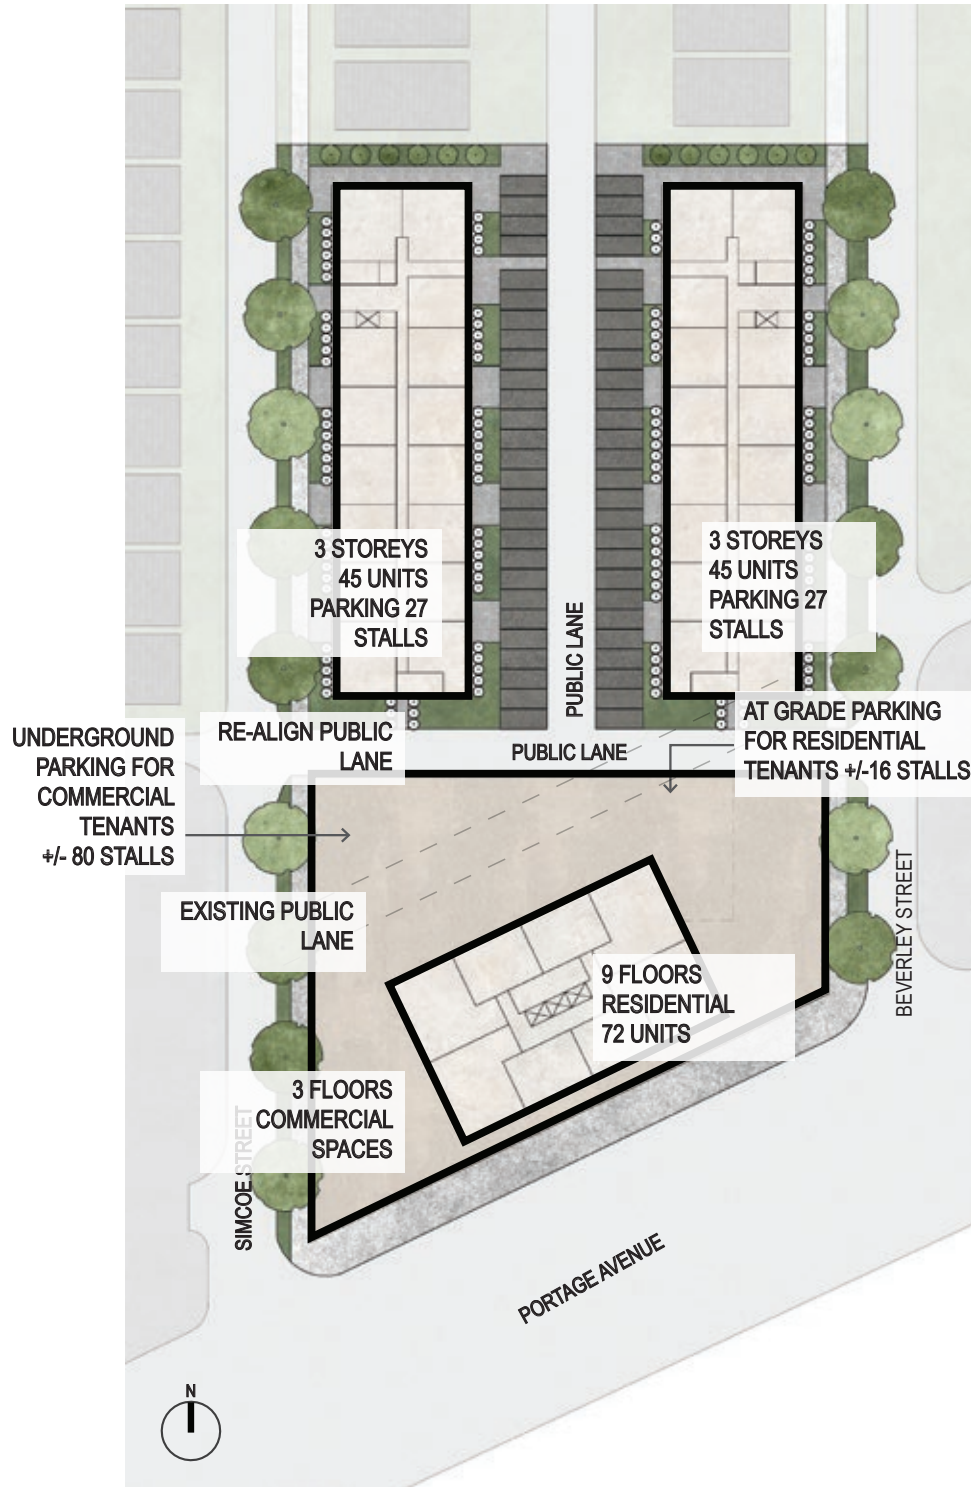 3 STOREYS
45 UNITS
PARKING 27
STALLS
3 STOREYS
45 UNITS
PARKING 27
STALLS
PUBLIC LANE
UNDERGROUND
PARKING FOR
COMMERCIAL
TENANTS
+/- 80 STALLS
RE-ALIGN PUBLIC
LANE
PUBLIC LANE
AT GRADE PARKING
FOR RESIDENTIAL
TENANTS +/-16 STALLS
EXISTING PUBLIC
LANE
BEVERLEY STREET
9 FLOORS
RESIDENTIAL
72 UNITS
3 FLOORS
COMMERCIAL
SPACES
SIMCOE STREET
PORTAGE AVENUE
N